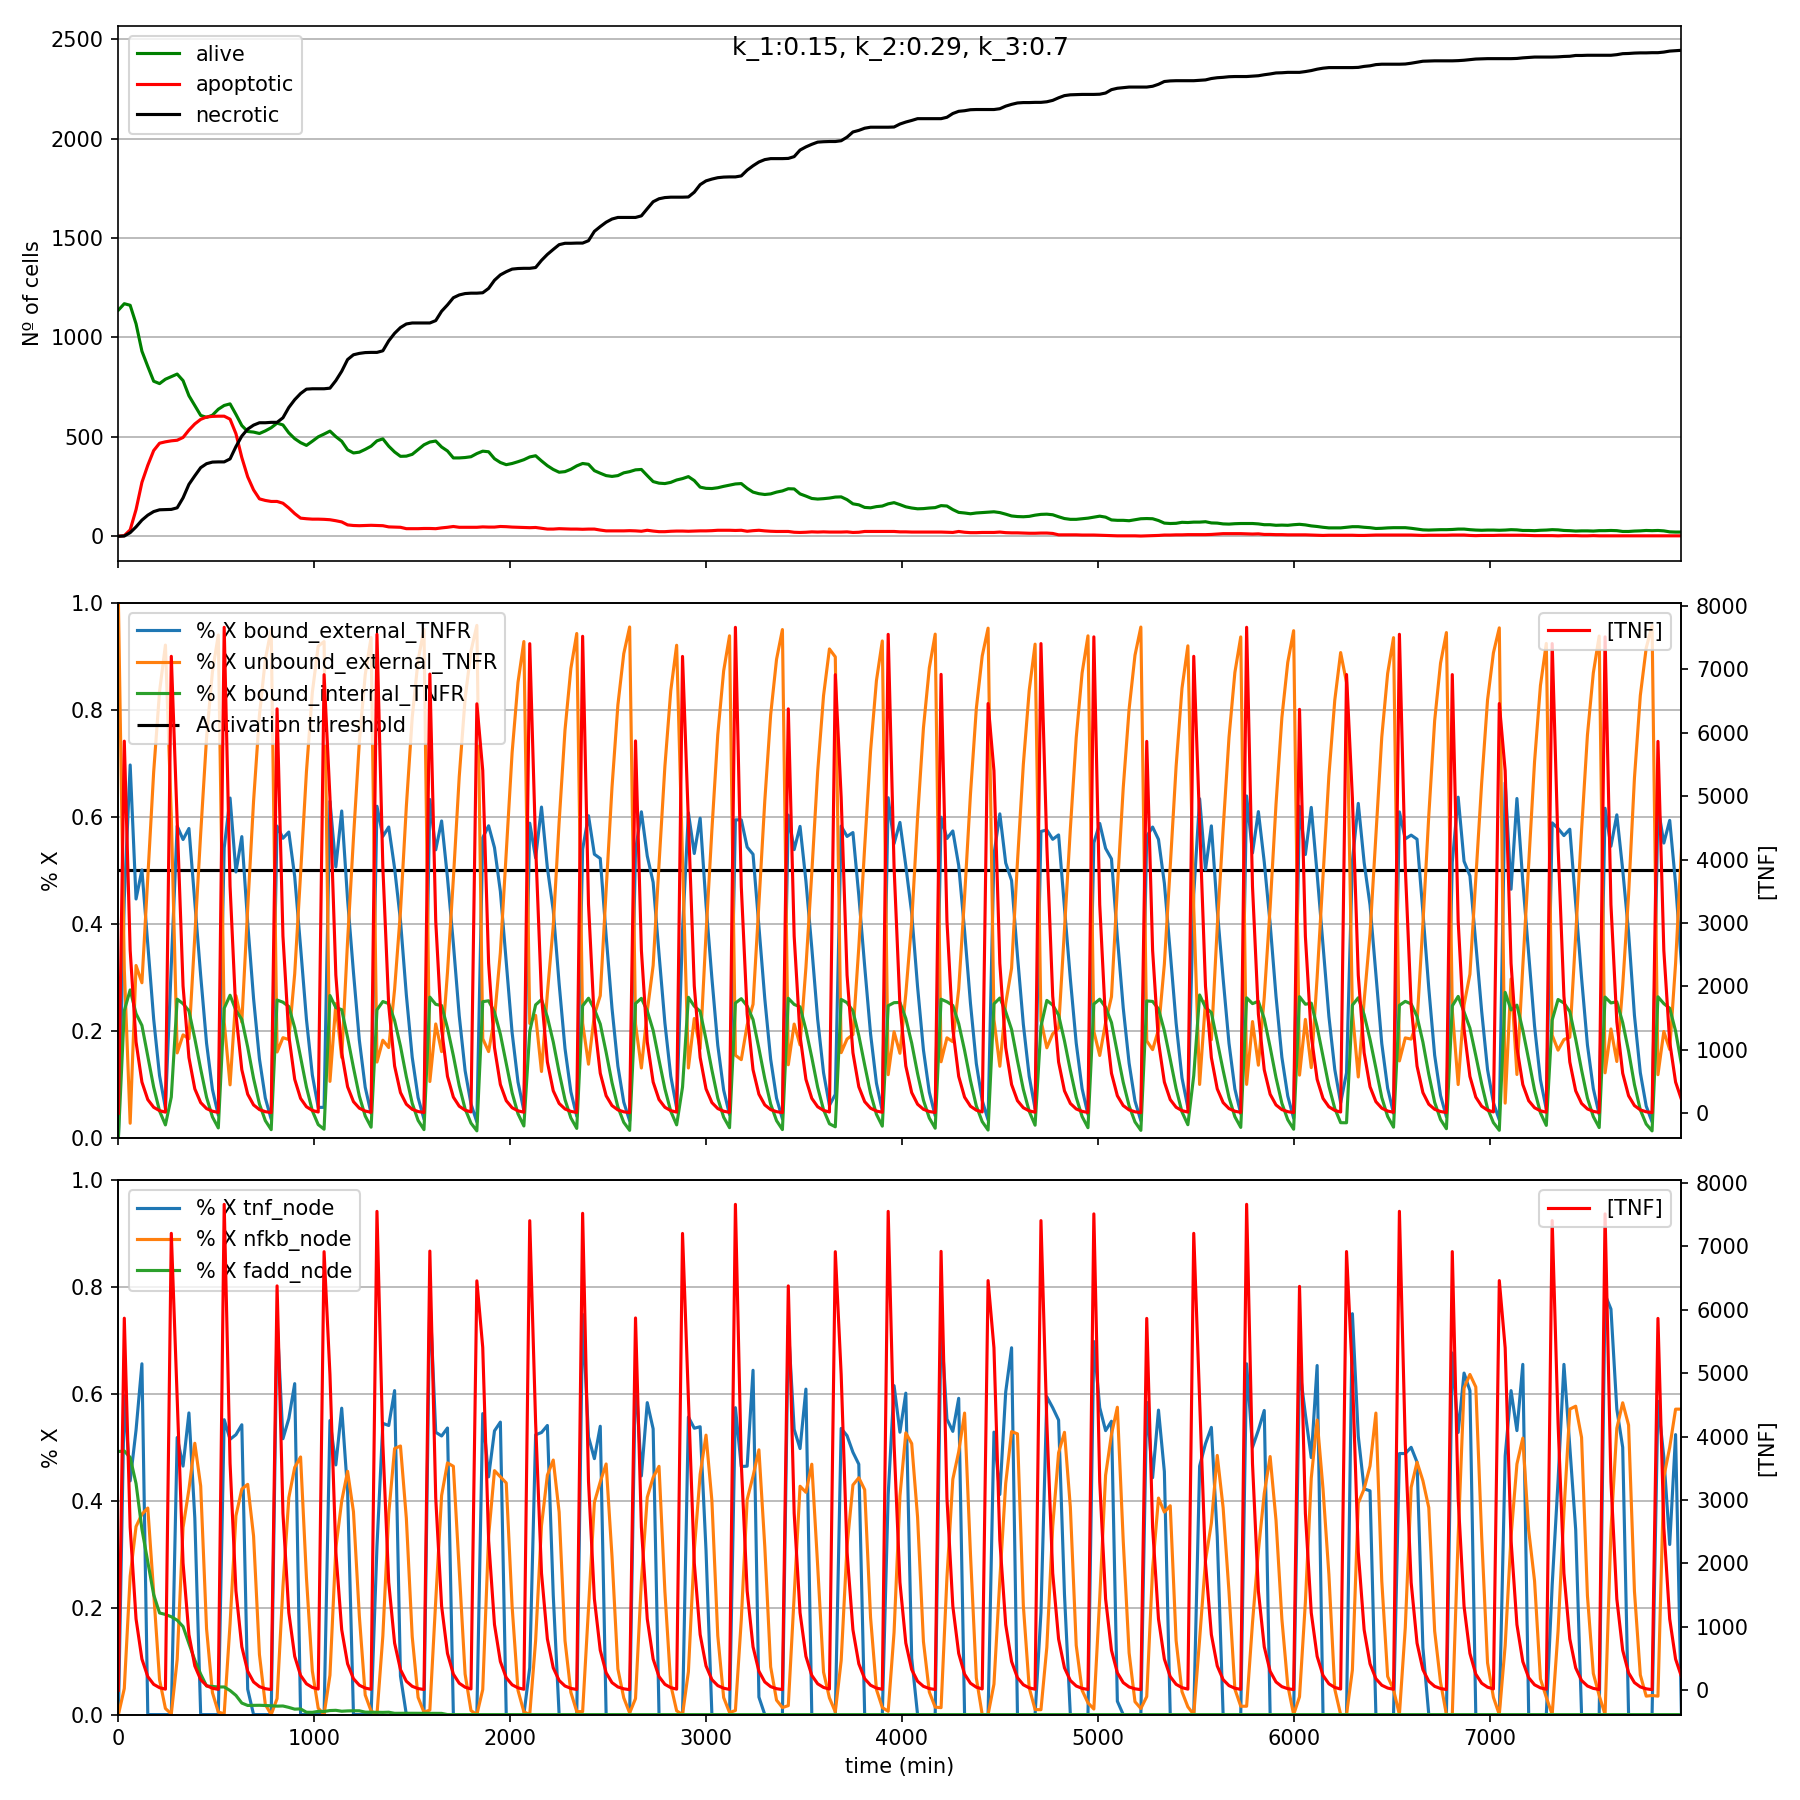 k_1:0.15, k_2:0.29, k_3:0.7
alive
apoptotic
necrotic
2500
2000
1500
1000
500
0
Nº of cells
% X bound_external_TNFR
% X unbound_external_TNFR
% X bound_internal_TNFR
Activation threshold
[TNF]
1.0
0.8
0.6
0.4
0.2
0.0
% X
8000
7000
6000
5000
4000
3000
2000
1000
0
[TNF]
% X tnf_node
% X nfkb_node
% X fadd_node
[TNF]
1.0
0.8
0.6
0.4
0.2
0.0
% X
8000
7000
6000
5000
4000
3000
2000
1000
0
[TNF]
0 1000 2000 3000 4000 5000 6000 7000
time (min)